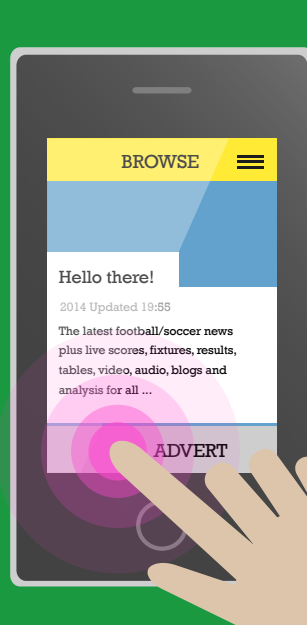 BROWSE
Hello there!
2014 Updated 19:55
The latest football/soccer news
plus live scores, fixtures, results,
tables, video, audio, blogs and
analysis for all ...
ADVERT